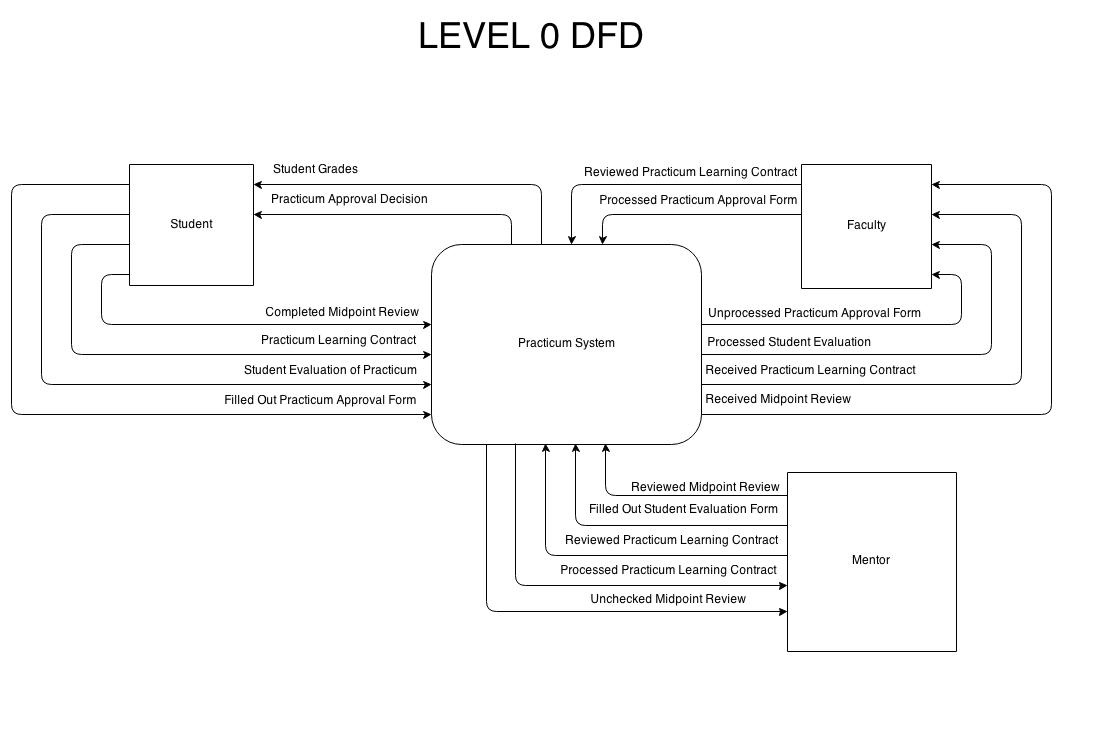 LEVEL 0 DFD
Student Grades
Practicum Approval Decision
Reviewed Practicum Learning Contract
Processed Practicum Approval Form
Student
Faculty
Completed Midpoint Review
Practicum Learning Contract
Student Evaluation of Practicum
Filled Out Practicum Approval Form
Practicum System
Unprocessed Practicum Approval Form
Processed Student Evaluation
Received Practicum Learning Contract
Received Midpoint Review
Reviewed Midpoint Review
Filled Out Student Evaluation Form
Reviewed Practicum Learning Contract
Processed Practicum Learning Contract
Unchecked Midpoint Review
Mentor